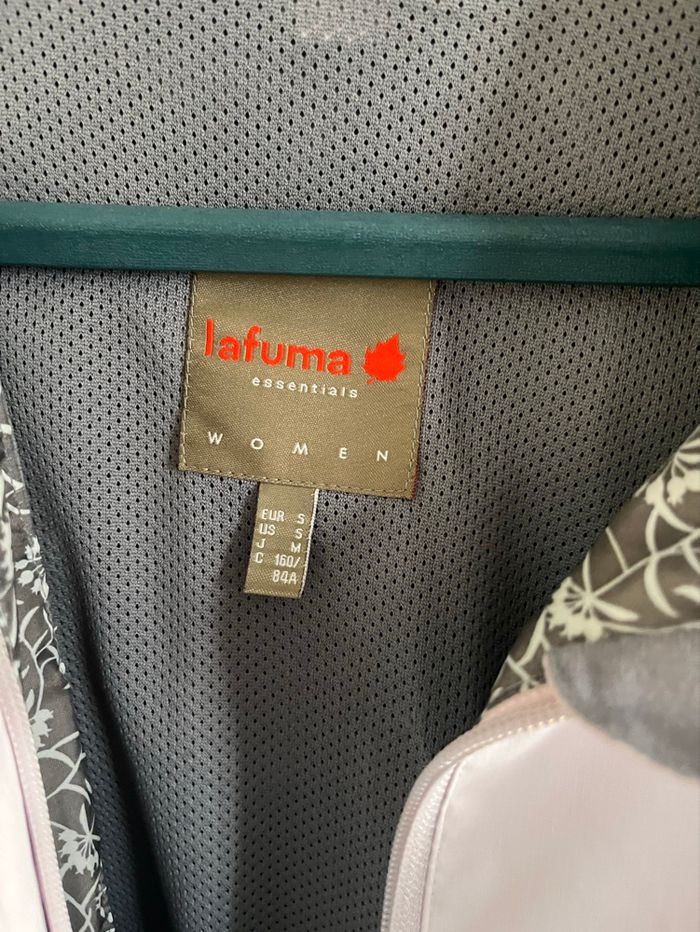 lafuma
essentials
WOMEN
EUR S
US S
J M
C 160/
84A